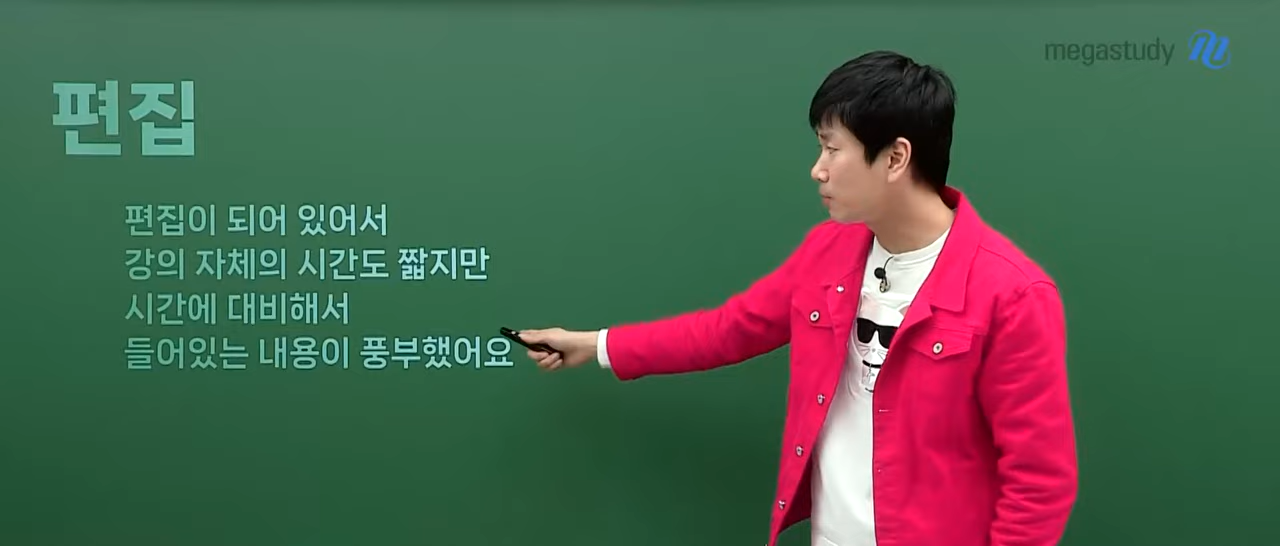 megastudy
편집
편집이 되어 있어서
강의 자체의 시간도 짧지만
시간에 대비해서
들어있는 내용이 풍부했어요